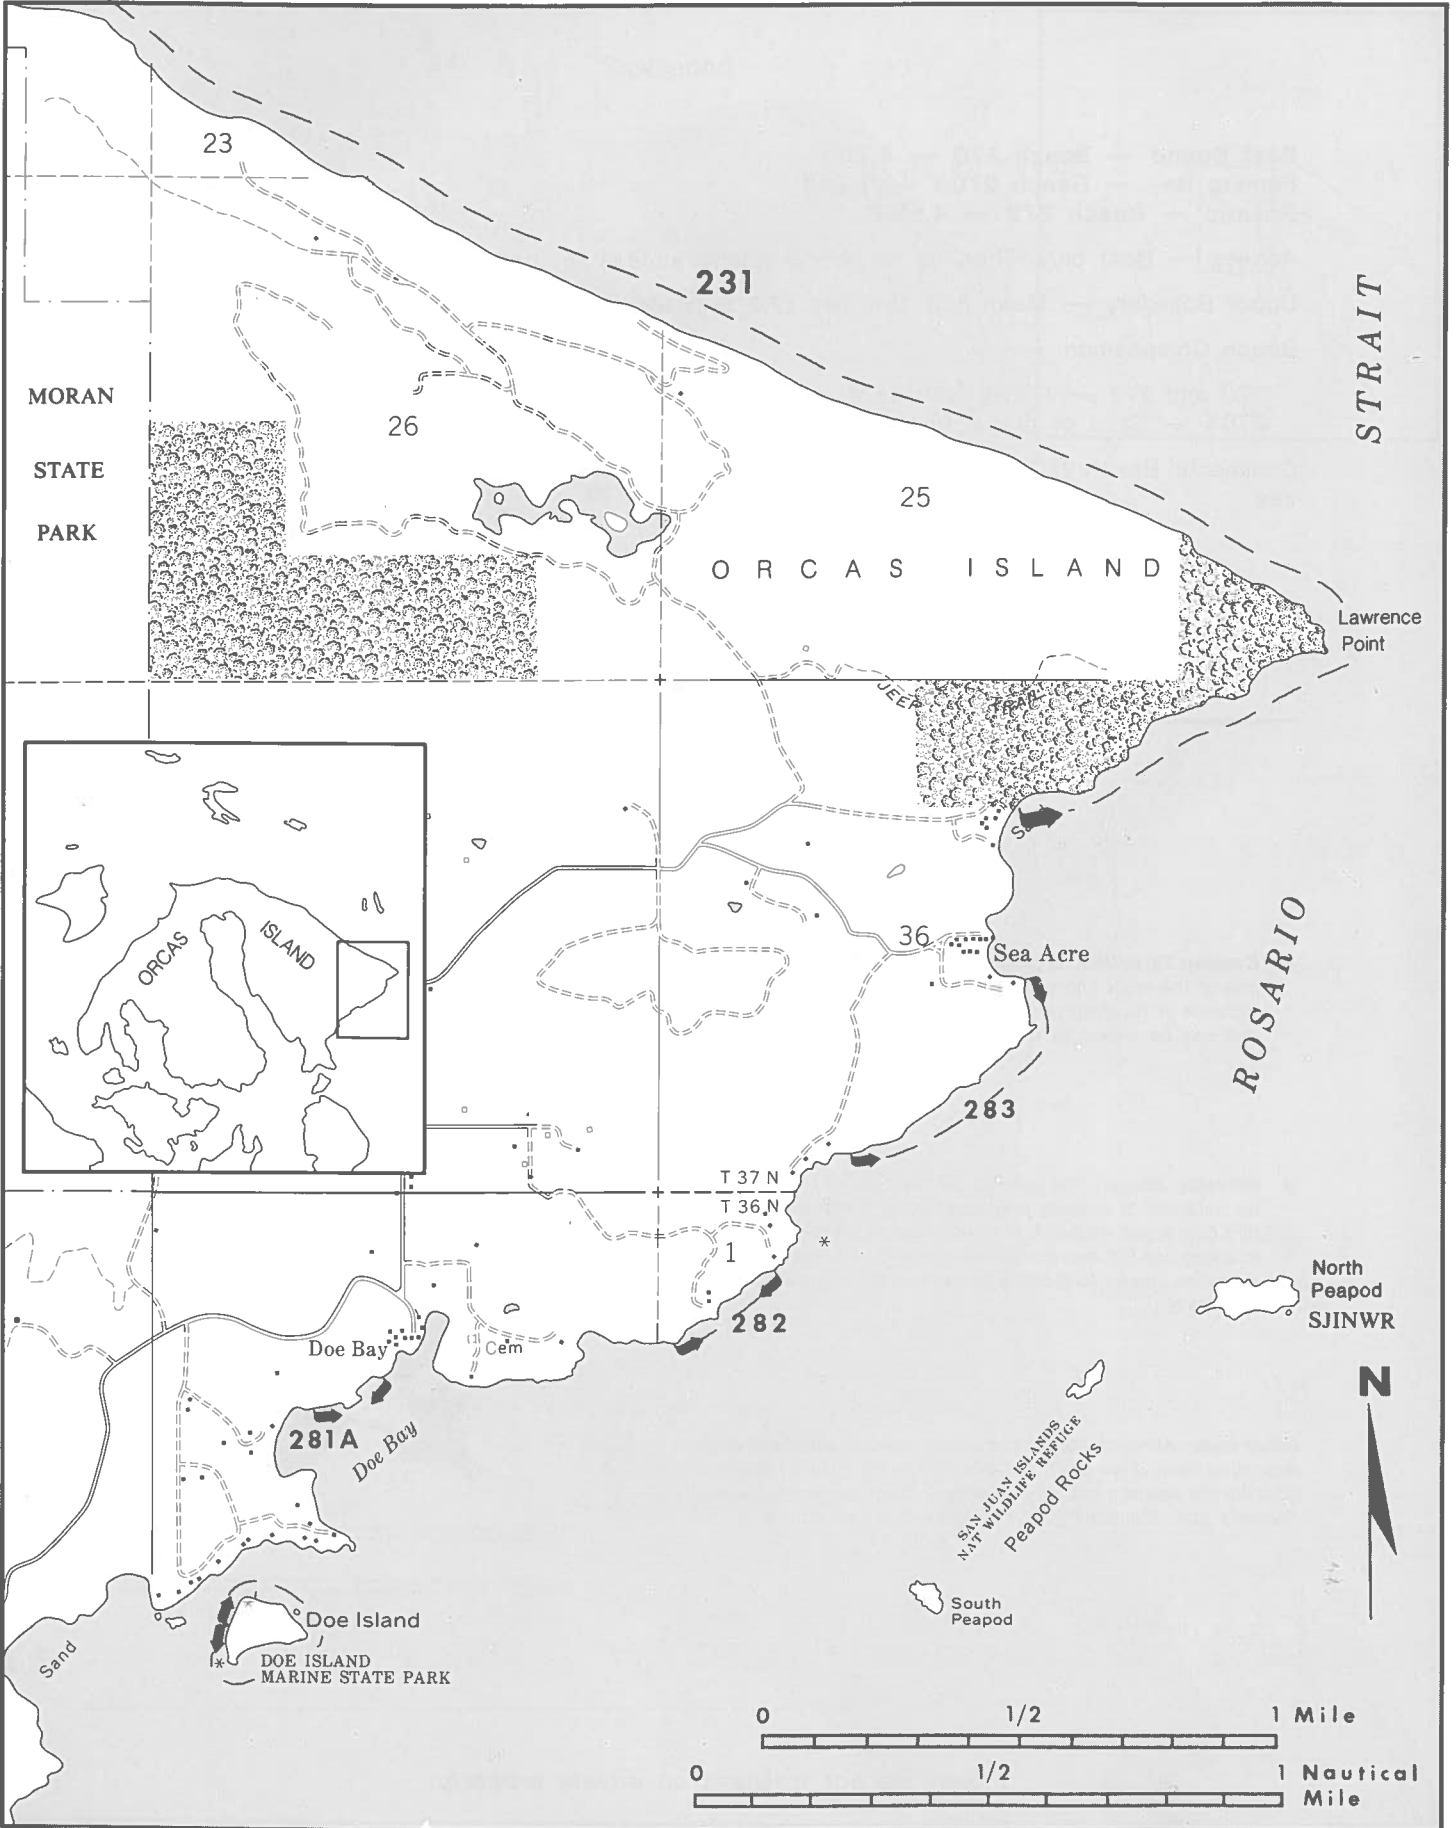 23
231
STRAIT
MORAN
STATE
PARK
26
25
ORCAS ISLAND
Lawrence
Point
JEEP TRAIL
ORCAS ISLAND
36
Sea Acre
ROSARIO
283
T 37 N
T 36 N
1
282
North
Peapod
SJINWR
Doe Bay
Cem
N
281A
Doe Bay
SAN JUAN ISLANDS
NAT WILDLIFE REFUGE
Peapod Rocks
South
Peapod
Doe Island
DOE ISLAND
MARINE STATE PARK
Sand
0 1/2 1 Mile
0 1/2 1 Nautical
Mile